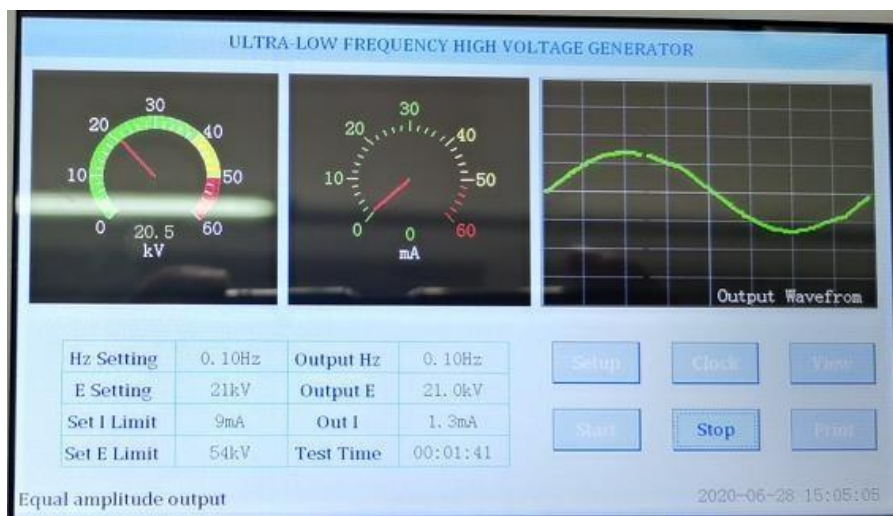 ULTRA-LOW FREQUENCY HIGH VOLTAGE GENERATOR
0 10 20 30 40 50 60
20.5
kV
0 10 20 30 40 50 60
0
mA
Output Wavefrom
Hz Setting 0.10Hz Output Hz 0.10Hz
E Setting 21kV Output E 21.0kV
Set I Limit 9mA Out I 1.3mA
Set E Limit 54kV Test Time 00:01:41
Setup Clock View
Start Stop Print
Equal amplitude output
2020-06-28 15:05:05